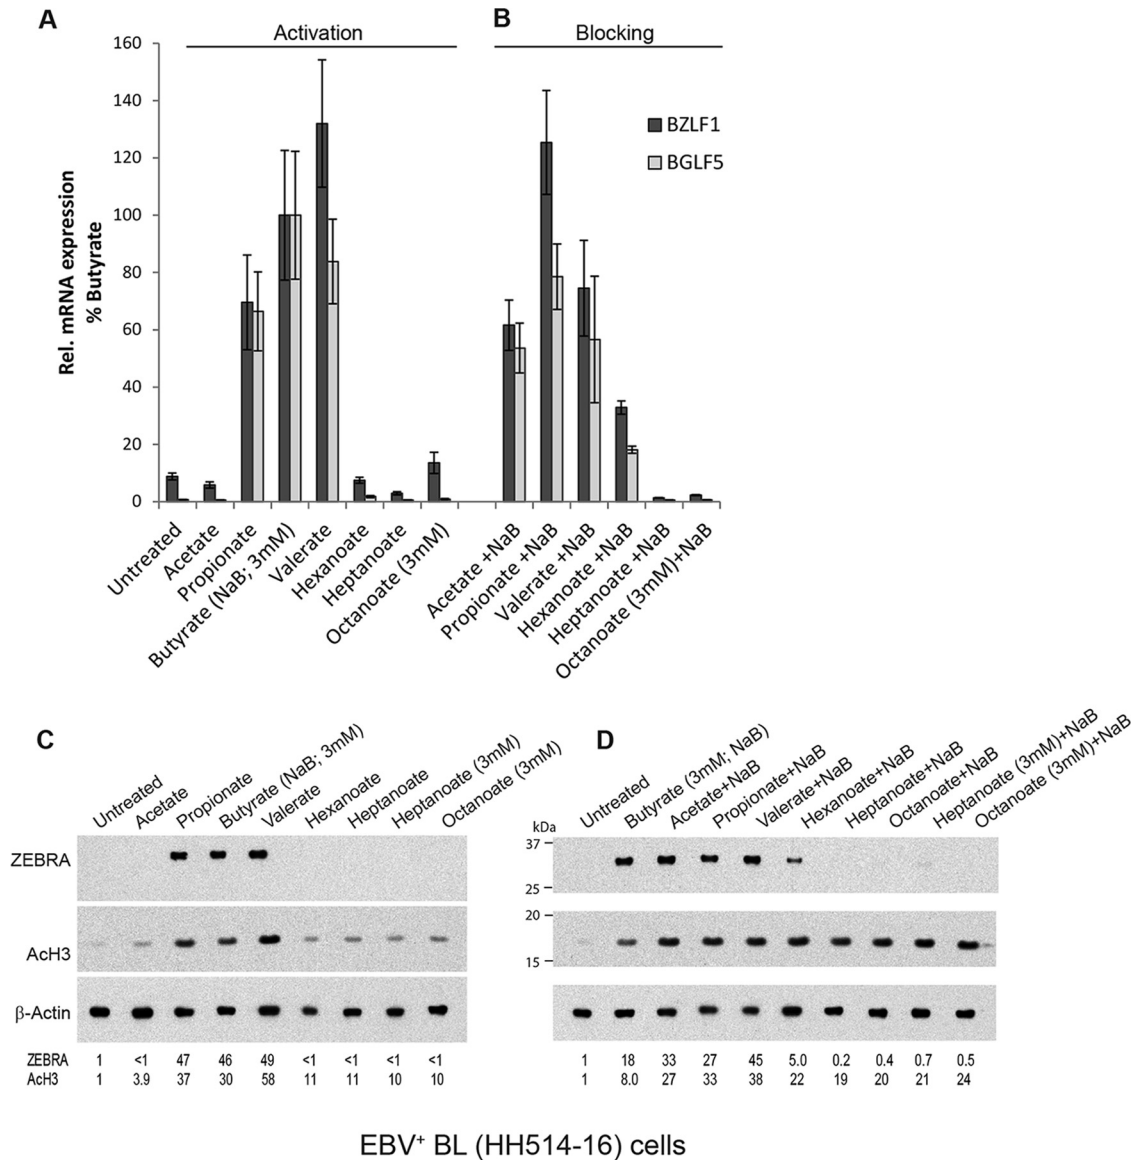 A
Activation
B
Blocking
160
140
120
100
80
60
40
20
0
Rel. mRNA expression
% Butyrate
BZLF1
BGLF5
Untreated
Acetate
Propionate
Butyrate (NaB; 3mM)
Valerate
Hexanoate
Heptanoate
Octanoate (3mM)
Acetate +NaB
Propionate +NaB
Valerate +NaB
Hexanoate +NaB
Heptanoate +NaB
Octanoate (3mM)+NaB
C
Untreated
Acetate
Propionate
Butyrate (NaB; 3mM)
Valerate
Hexanoate
Heptanoate
Heptanoate (3mM)
Octanoate (3mM)
ZEBRA
AcH3
β-Actin
ZEBRA 1 <1 47 46 49 <1 <1 <1 <1
AcH3 1 3.9 37 30 58 11 11 10 10
D
Untreated
Butyrate (3mM; NaB)
Acetate+NaB
Propionate+NaB
Valerate+NaB
Hexanoate+NaB
Heptanoate+NaB
Octanoate+NaB
Heptanoate (3mM)+NaB
Octanoate (3mM)+NaB
kDa
37
25
20
15
1 18 33 27 45 5.0 0.2 0.4 0.7 0.5
1 8.0 27 33 38 22 19 20 21 24
EBV⁺ BL (HH514-16) cells